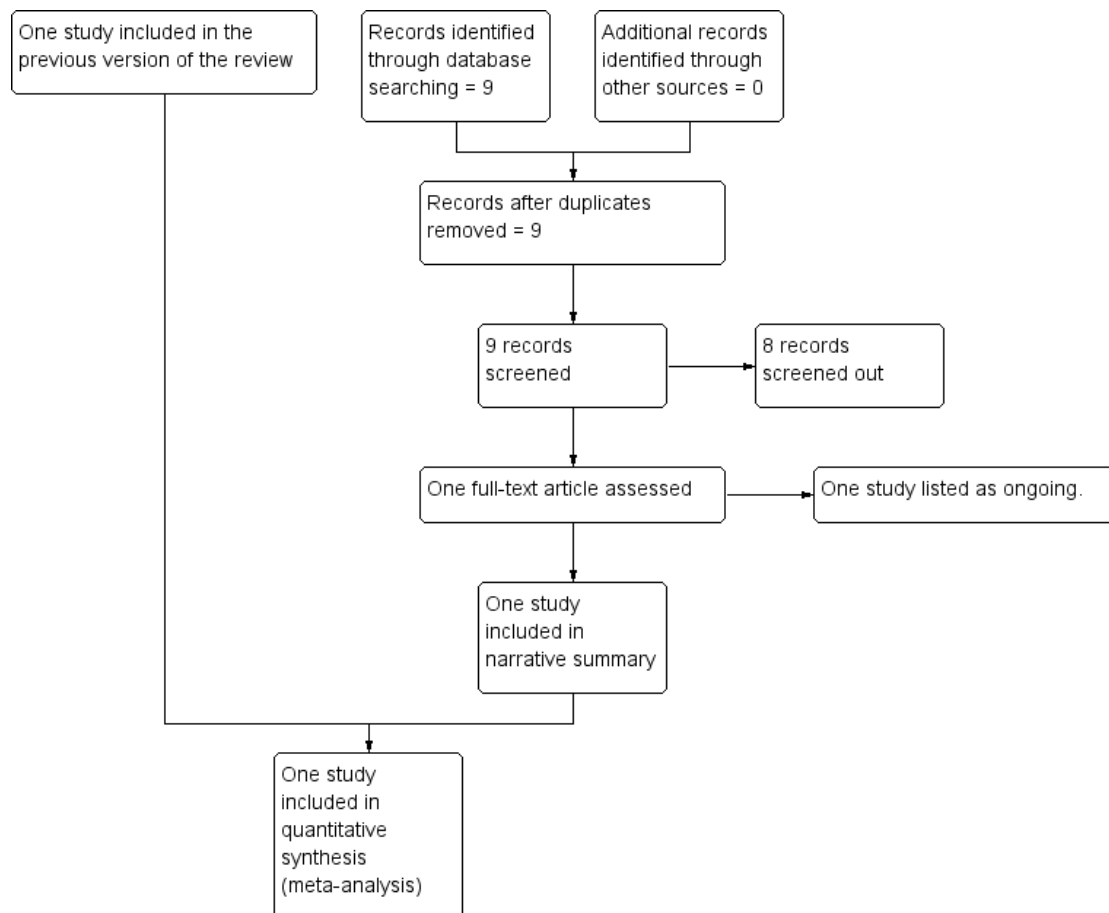 One study included in the
previous version of the review
Records identified
through database
searching = 9
Additional records
identified through
other sources = 0
Records after duplicates
removed = 9
9 records
screened
8 records
screened out
One full-text article assessed
One study listed as ongoing.
One study
included in
narrative summary
One study
included in
quantitative
synthesis
(meta-analysis)